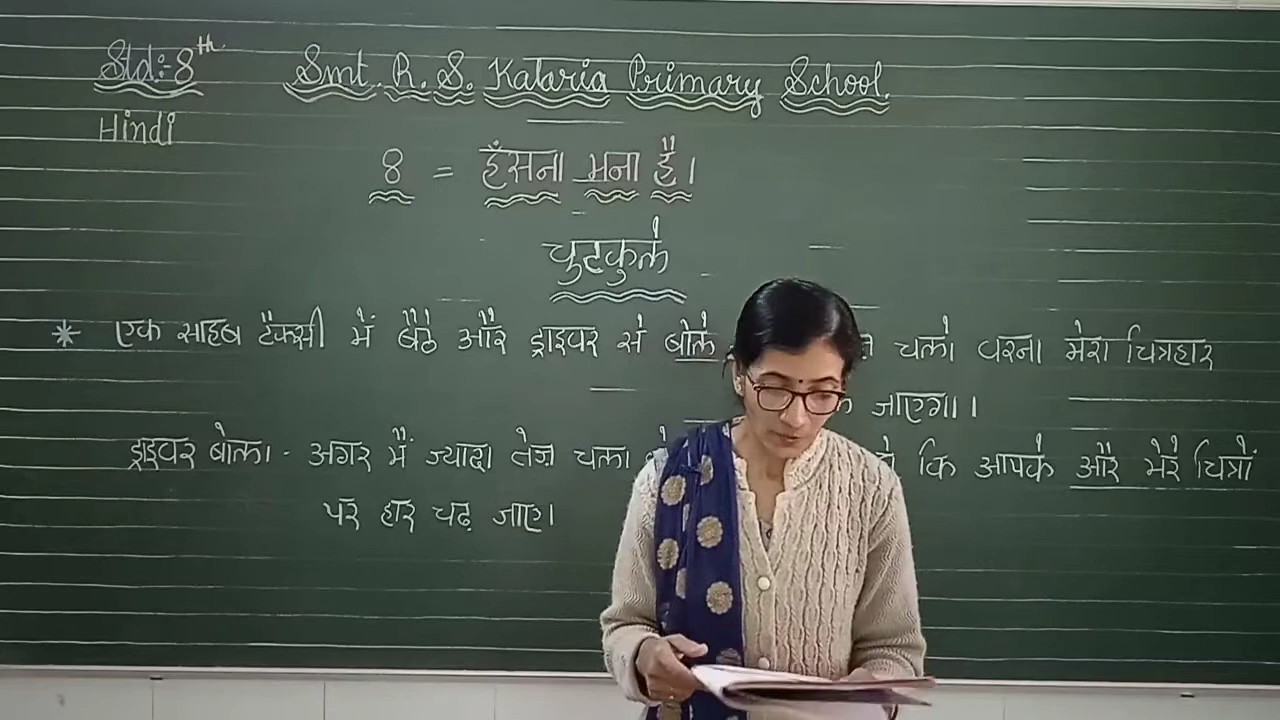 Std:-8th
Smt. R. S. Kataria Primary School.
Hindi
8 = हँसना मना है।
चुटकुले
* एक साहब टैक्सी में बैठे और ड्राइवर से बोले चलो वरना मेरा चित्रहार
जाएगा।
ड्राइवर बोला - अगर मैं ज्यादा तेज़ चला कि आपके और मेरे चित्रों
पर हार चढ़ जाए।